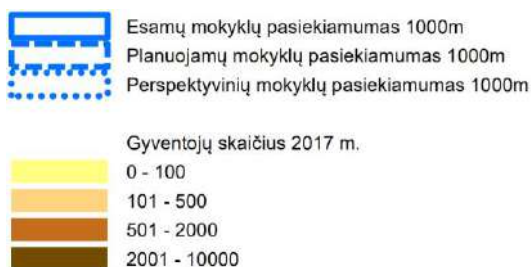 Esamų mokyklų pasiekiamumas 1000m
Planuojamų mokyklų pasiekiamumas 1000m
Perspektyvinių mokyklų pasiekiamumas 1000m
Gyventojų skaičius 2017 m.
0 - 100
101 - 500
501 - 2000
2001 - 10000